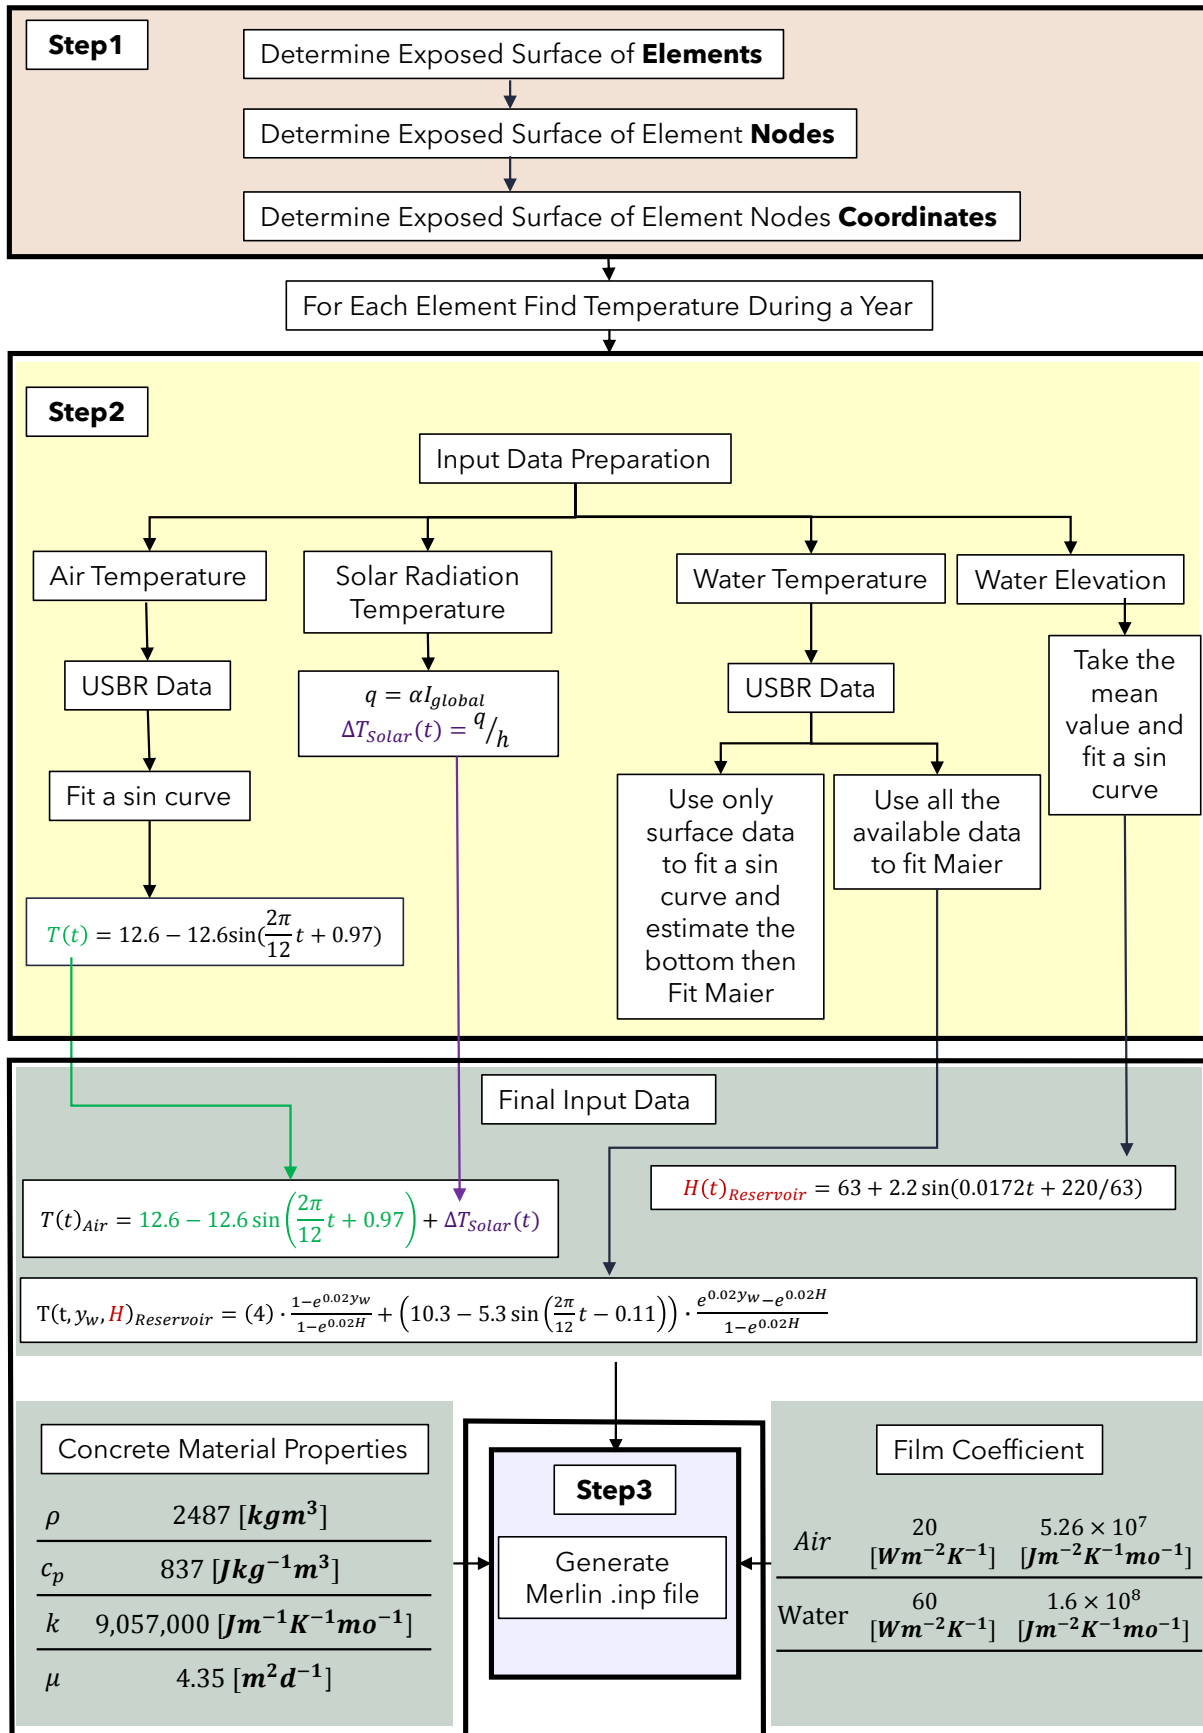 Step1
Determine Exposed Surface of Elements
Determine Exposed Surface of Element Nodes
Determine Exposed Surface of Element Nodes Coordinates
For Each Element Find Temperature During a Year
Step2
Input Data Preparation
Air Temperature
Solar Radiation
Temperature
Water Temperature
Water Elevation
USBR Data
q = αI_global
ΔT_Solar(t) = q/h
USBR Data
Take the
mean
value and
fit a sin
curve
Fit a sin curve
Use only
surface data
to fit a sin
curve and
estimate the
bottom then
Fit Maier
Use all the
available data
to fit Maier
T(t) = 12.6 − 12.6sin(2π/12 t + 0.97)
Final Input Data
H(t)_Reservoir = 63 + 2.2 sin(0.0172t + 220/63)
T(t)_Air = 12.6 − 12.6 sin(2π/12 t + 0.97) + ΔT_Solar(t)
T(t, y_w, H)_Reservoir = (4) · (1−e^{0.02y_w})/(1−e^{0.02H}) + (10.3 − 5.3 sin(2π/12 t − 0.11)) · (e^{0.02y_w}−e^{0.02H})/(1−e^{0.02H})
Concrete Material Properties
ρ 2487 [kgm³]
c_p 837 [Jkg⁻¹m³]
k 9,057,000 [Jm⁻¹K⁻¹mo⁻¹]
μ 4.35 [m²d⁻¹]
Step3
Generate
Merlin .inp file
Film Coefficient
Air 20 [Wm⁻²K⁻¹] 5.26 × 10⁷ [Jm⁻²K⁻¹mo⁻¹]
Water 60 [Wm⁻²K⁻¹] 1.6 × 10⁸ [Jm⁻²K⁻¹mo⁻¹]